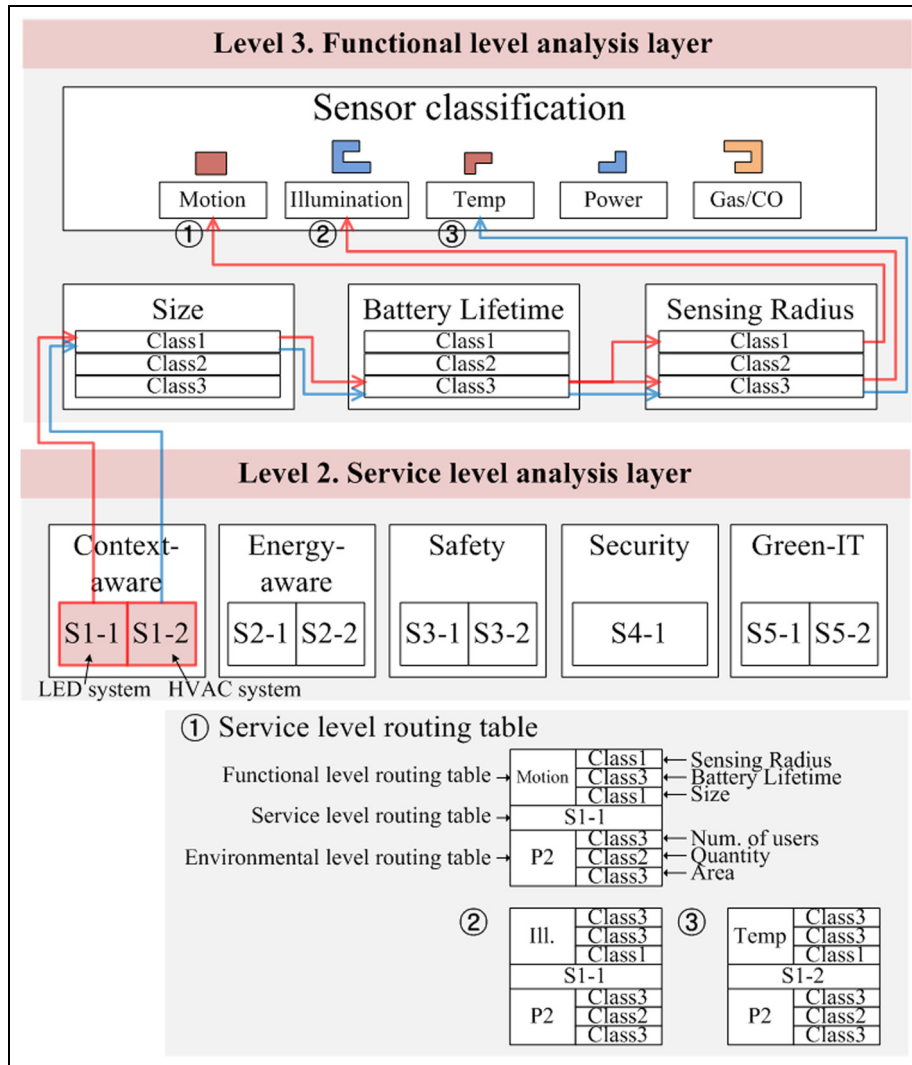 Level 3. Functional level analysis layer
Sensor classification
Motion
Illumination
Temp
Power
Gas/CO
①
②
③
Size
Class1
Class2
Class3
Battery Lifetime
Class1
Class2
Class3
Sensing Radius
Class1
Class2
Class3
Level 2. Service level analysis layer
Context-
aware
S1-1
S1-2
LED system
HVAC system
Energy-
aware
S2-1
S2-2
Safety
S3-1
S3-2
Security
S4-1
Green-IT
S5-1
S5-2
① Service level routing table
Functional level routing table
Motion
Class1
Sensing Radius
Class3
Battery Lifetime
Class1
Size
Service level routing table
S1-1
Environmental level routing table
P2
Class3
Num. of users
Class2
Quantity
Class3
Area
②
Ill.
Class3
Class3
Class1
S1-1
P2
Class3
Class2
Class3
③
Temp
Class3
Class3
Class1
S1-2
P2
Class3
Class2
Class3